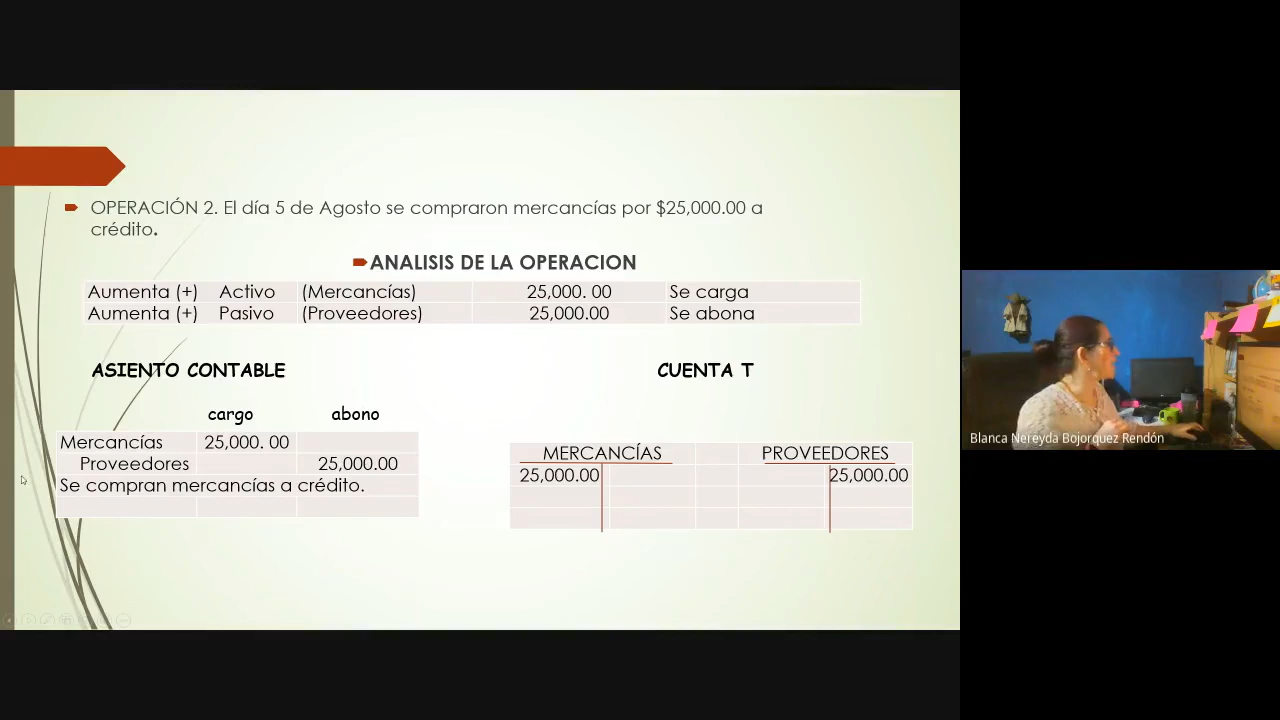 OPERACIÓN 2. El día 5 de Agosto se compraron mercancías por $25,000.00 a
crédito.
ANALISIS DE LA OPERACION
Aumenta (+) Activo (Mercancías) 25,000. 00 Se carga
Aumenta (+) Pasivo (Proveedores) 25,000.00 Se abona
ASIENTO CONTABLE
cargo abono
Mercancías 25,000. 00
Proveedores 25,000.00
Se compran mercancías a crédito.
CUENTA T
MERCANCÍAS PROVEEDORES
25,000.00 25,000.00
Blanca Nereyda Bojorquez Rendón